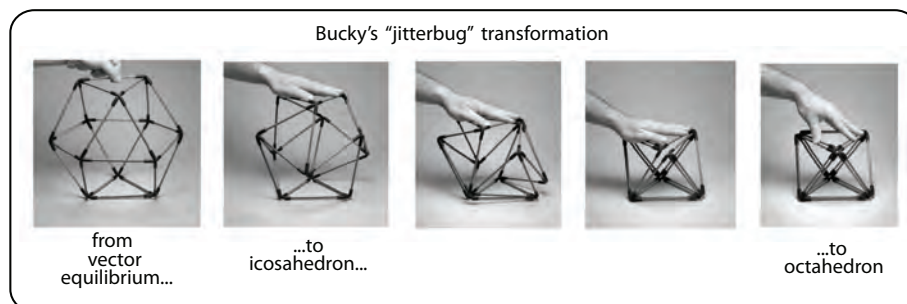 Bucky's “jitterbug” transformation
from
vector
equilibrium...
...to
icosahedron...
...to
octahedron